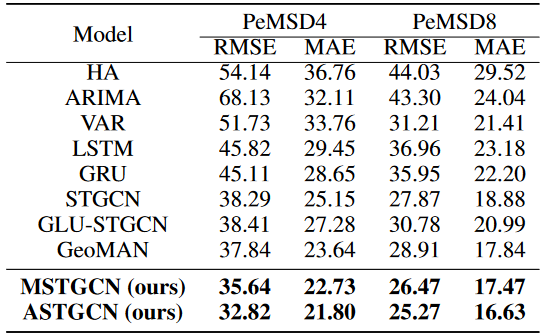 Model PeMSD4 PeMSD8
RMSE MAE RMSE MAE
HA 54.14 36.76 44.03 29.52
ARIMA 68.13 32.11 43.30 24.04
VAR 51.73 33.76 31.21 21.41
LSTM 45.82 29.45 36.96 23.18
GRU 45.11 28.65 35.95 22.20
STGCN 38.29 25.15 27.87 18.88
GLU-STGCN 38.41 27.28 30.78 20.99
GeoMAN 37.84 23.64 28.91 17.84
MSTGCN (ours) 35.64 22.73 26.47 17.47
ASTGCN (ours) 32.82 21.80 25.27 16.63